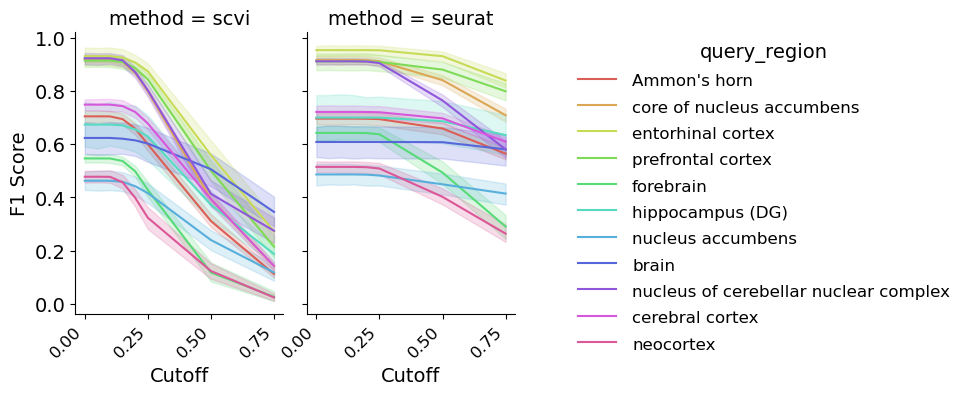 method = scvi
method = seurat
1.0
0.8
0.6
0.4
0.2
0.0
F1 Score
0.00
0.25
0.50
0.75
Cutoff
0.00
0.25
0.50
0.75
Cutoff
query_region
Ammon's horn
core of nucleus accumbens
entorhinal cortex
prefrontal cortex
forebrain
hippocampus (DG)
nucleus accumbens
brain
nucleus of cerebellar nuclear complex
cerebral cortex
neocortex